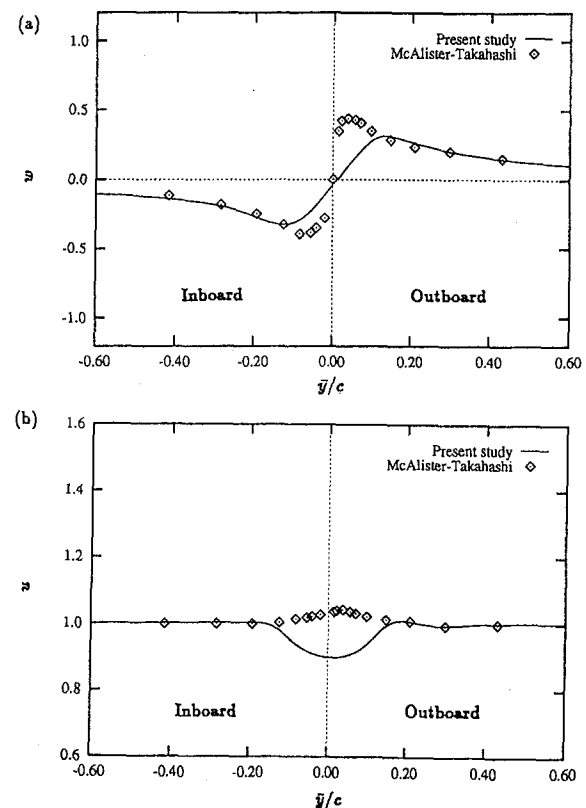 (a)
1.0
Present study
McAlister-Takahashi
0.5
w
0.0
-0.5
Inboard
Outboard
-1.0
-0.60 -0.40 -0.20 0.00 0.20 0.40 0.60
ȳ/c
(b)
1.6
Present study
McAlister-Takahashi
1.4
1.2
u
1.0
0.8
Inboard
Outboard
0.6
-0.60 -0.40 -0.20 0.00 0.20 0.40 0.60
ȳ/c